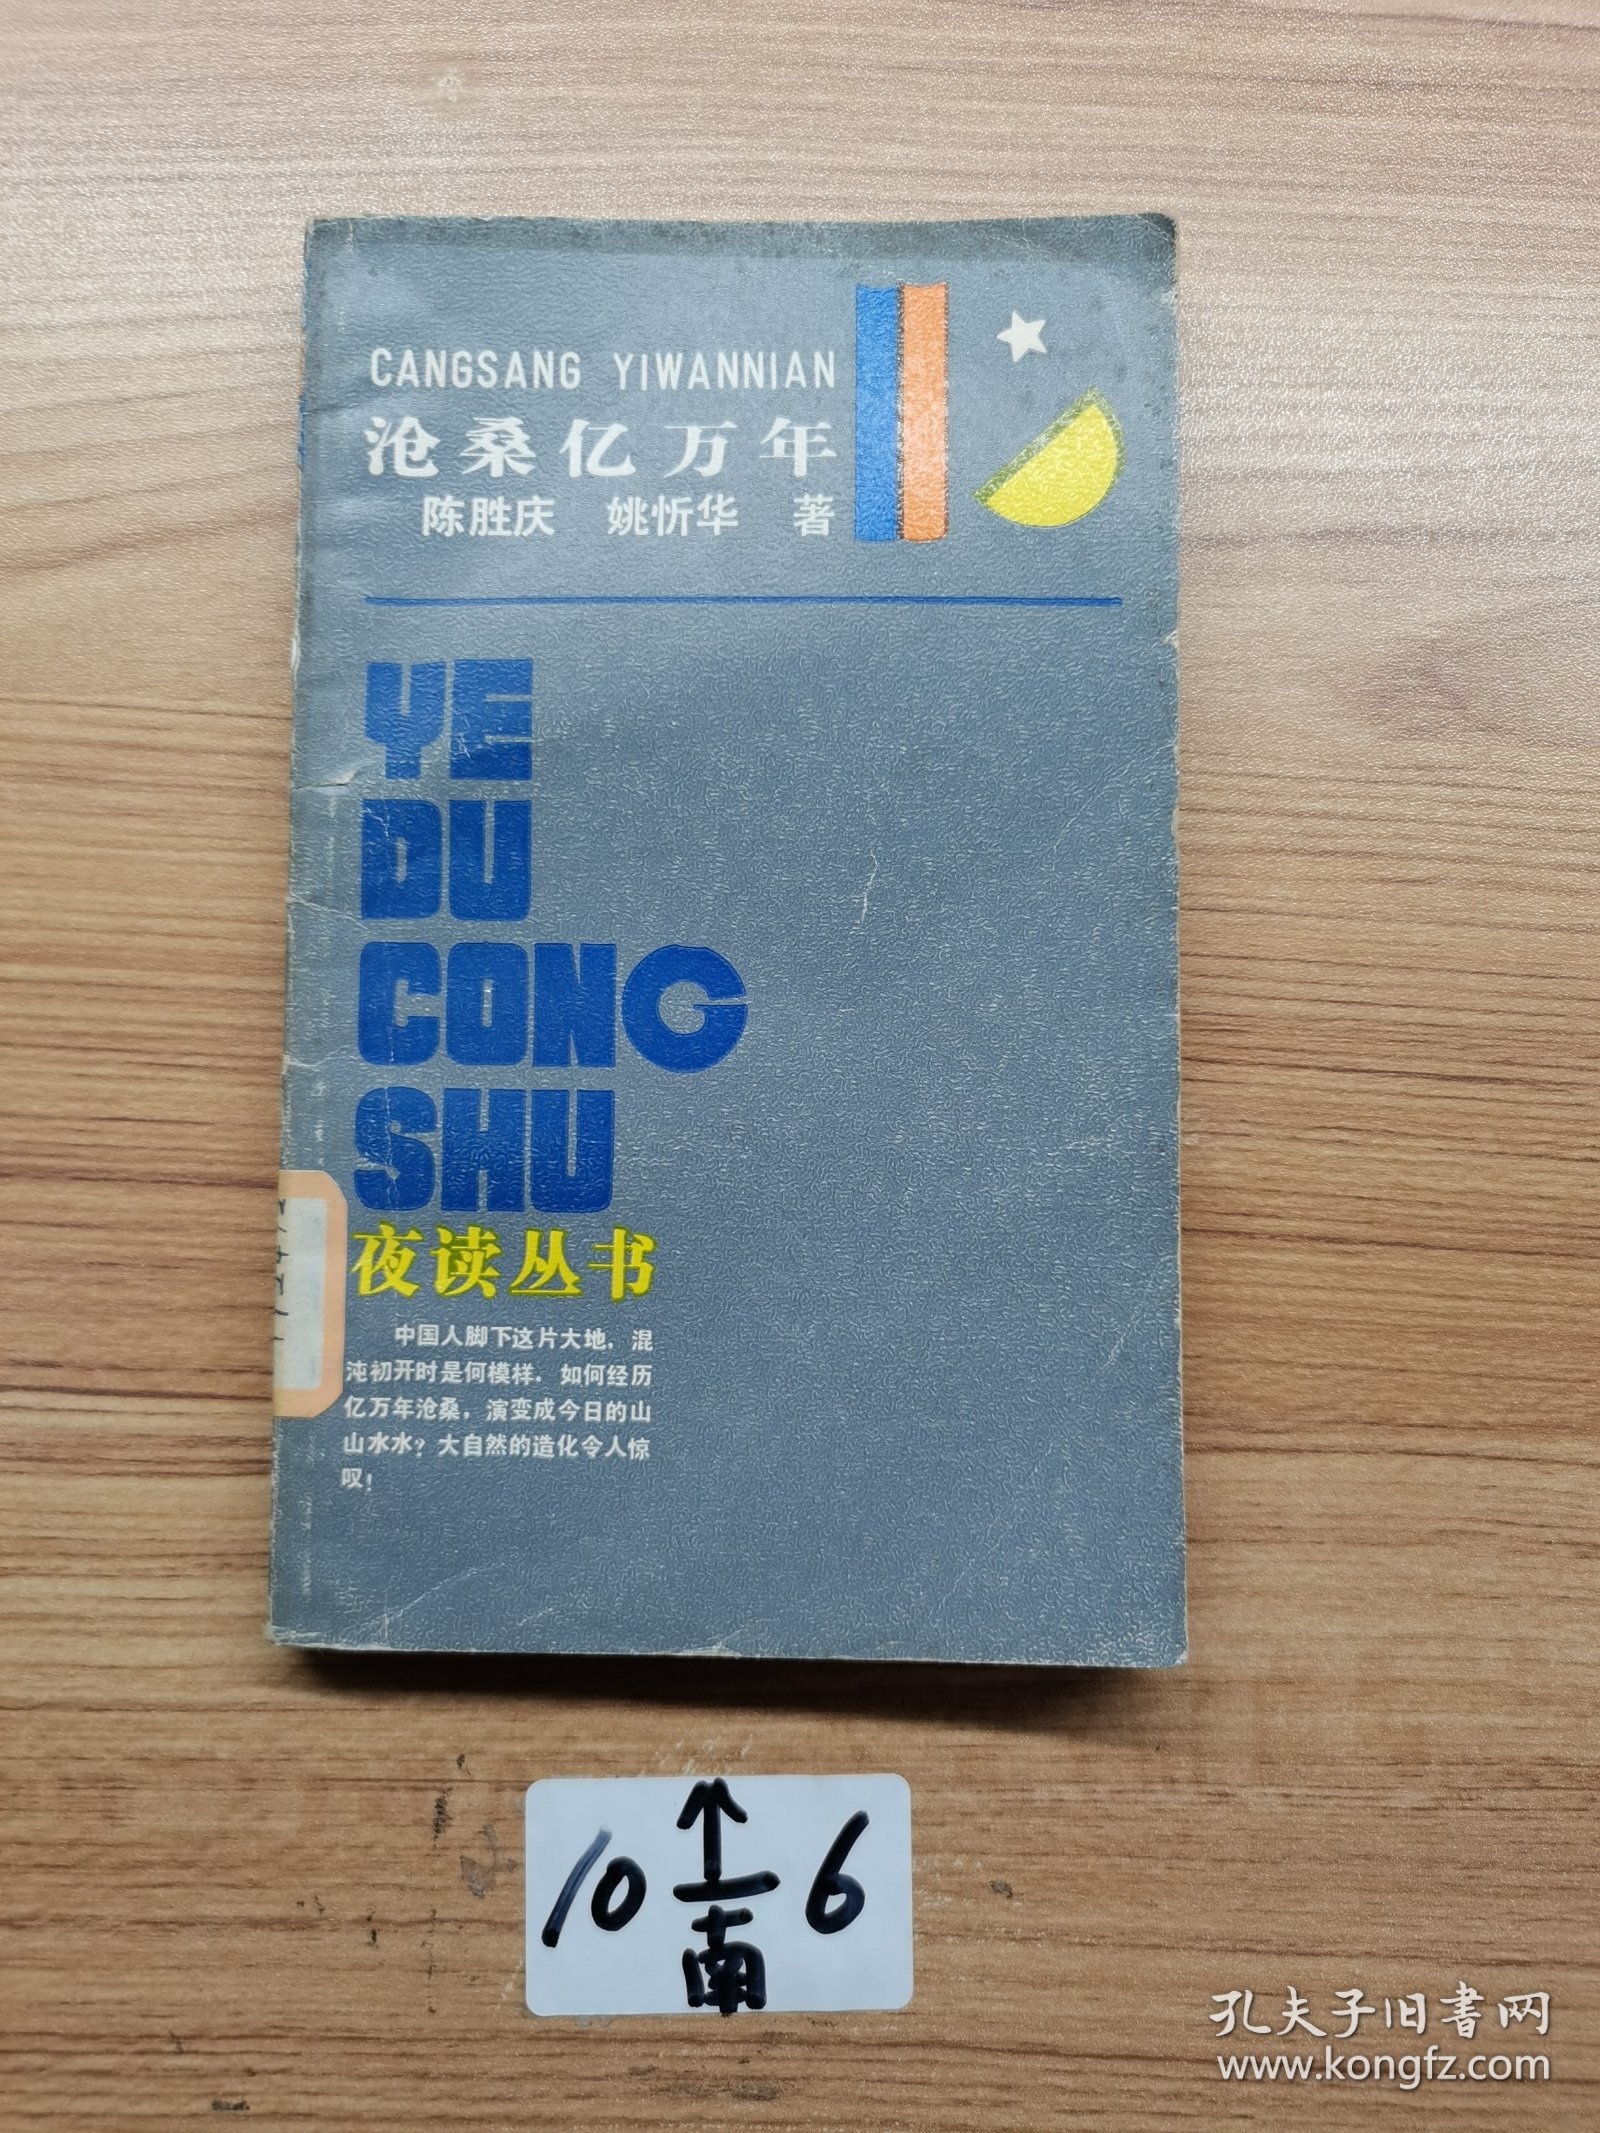 CANGSANG YIWANNIAN
沧桑亿万年
陈胜庆 姚忻华 著
YE
DU
CONG
SHU
夜读丛书
中国人脚下这片大地，混
沌初开时是何模样．如何经历
亿万年沧桑，演变成今日的山
山水水？大自然的造化令人惊
叹！
10 ↑ 6
南
孔夫子旧書网
www.kongfz.com